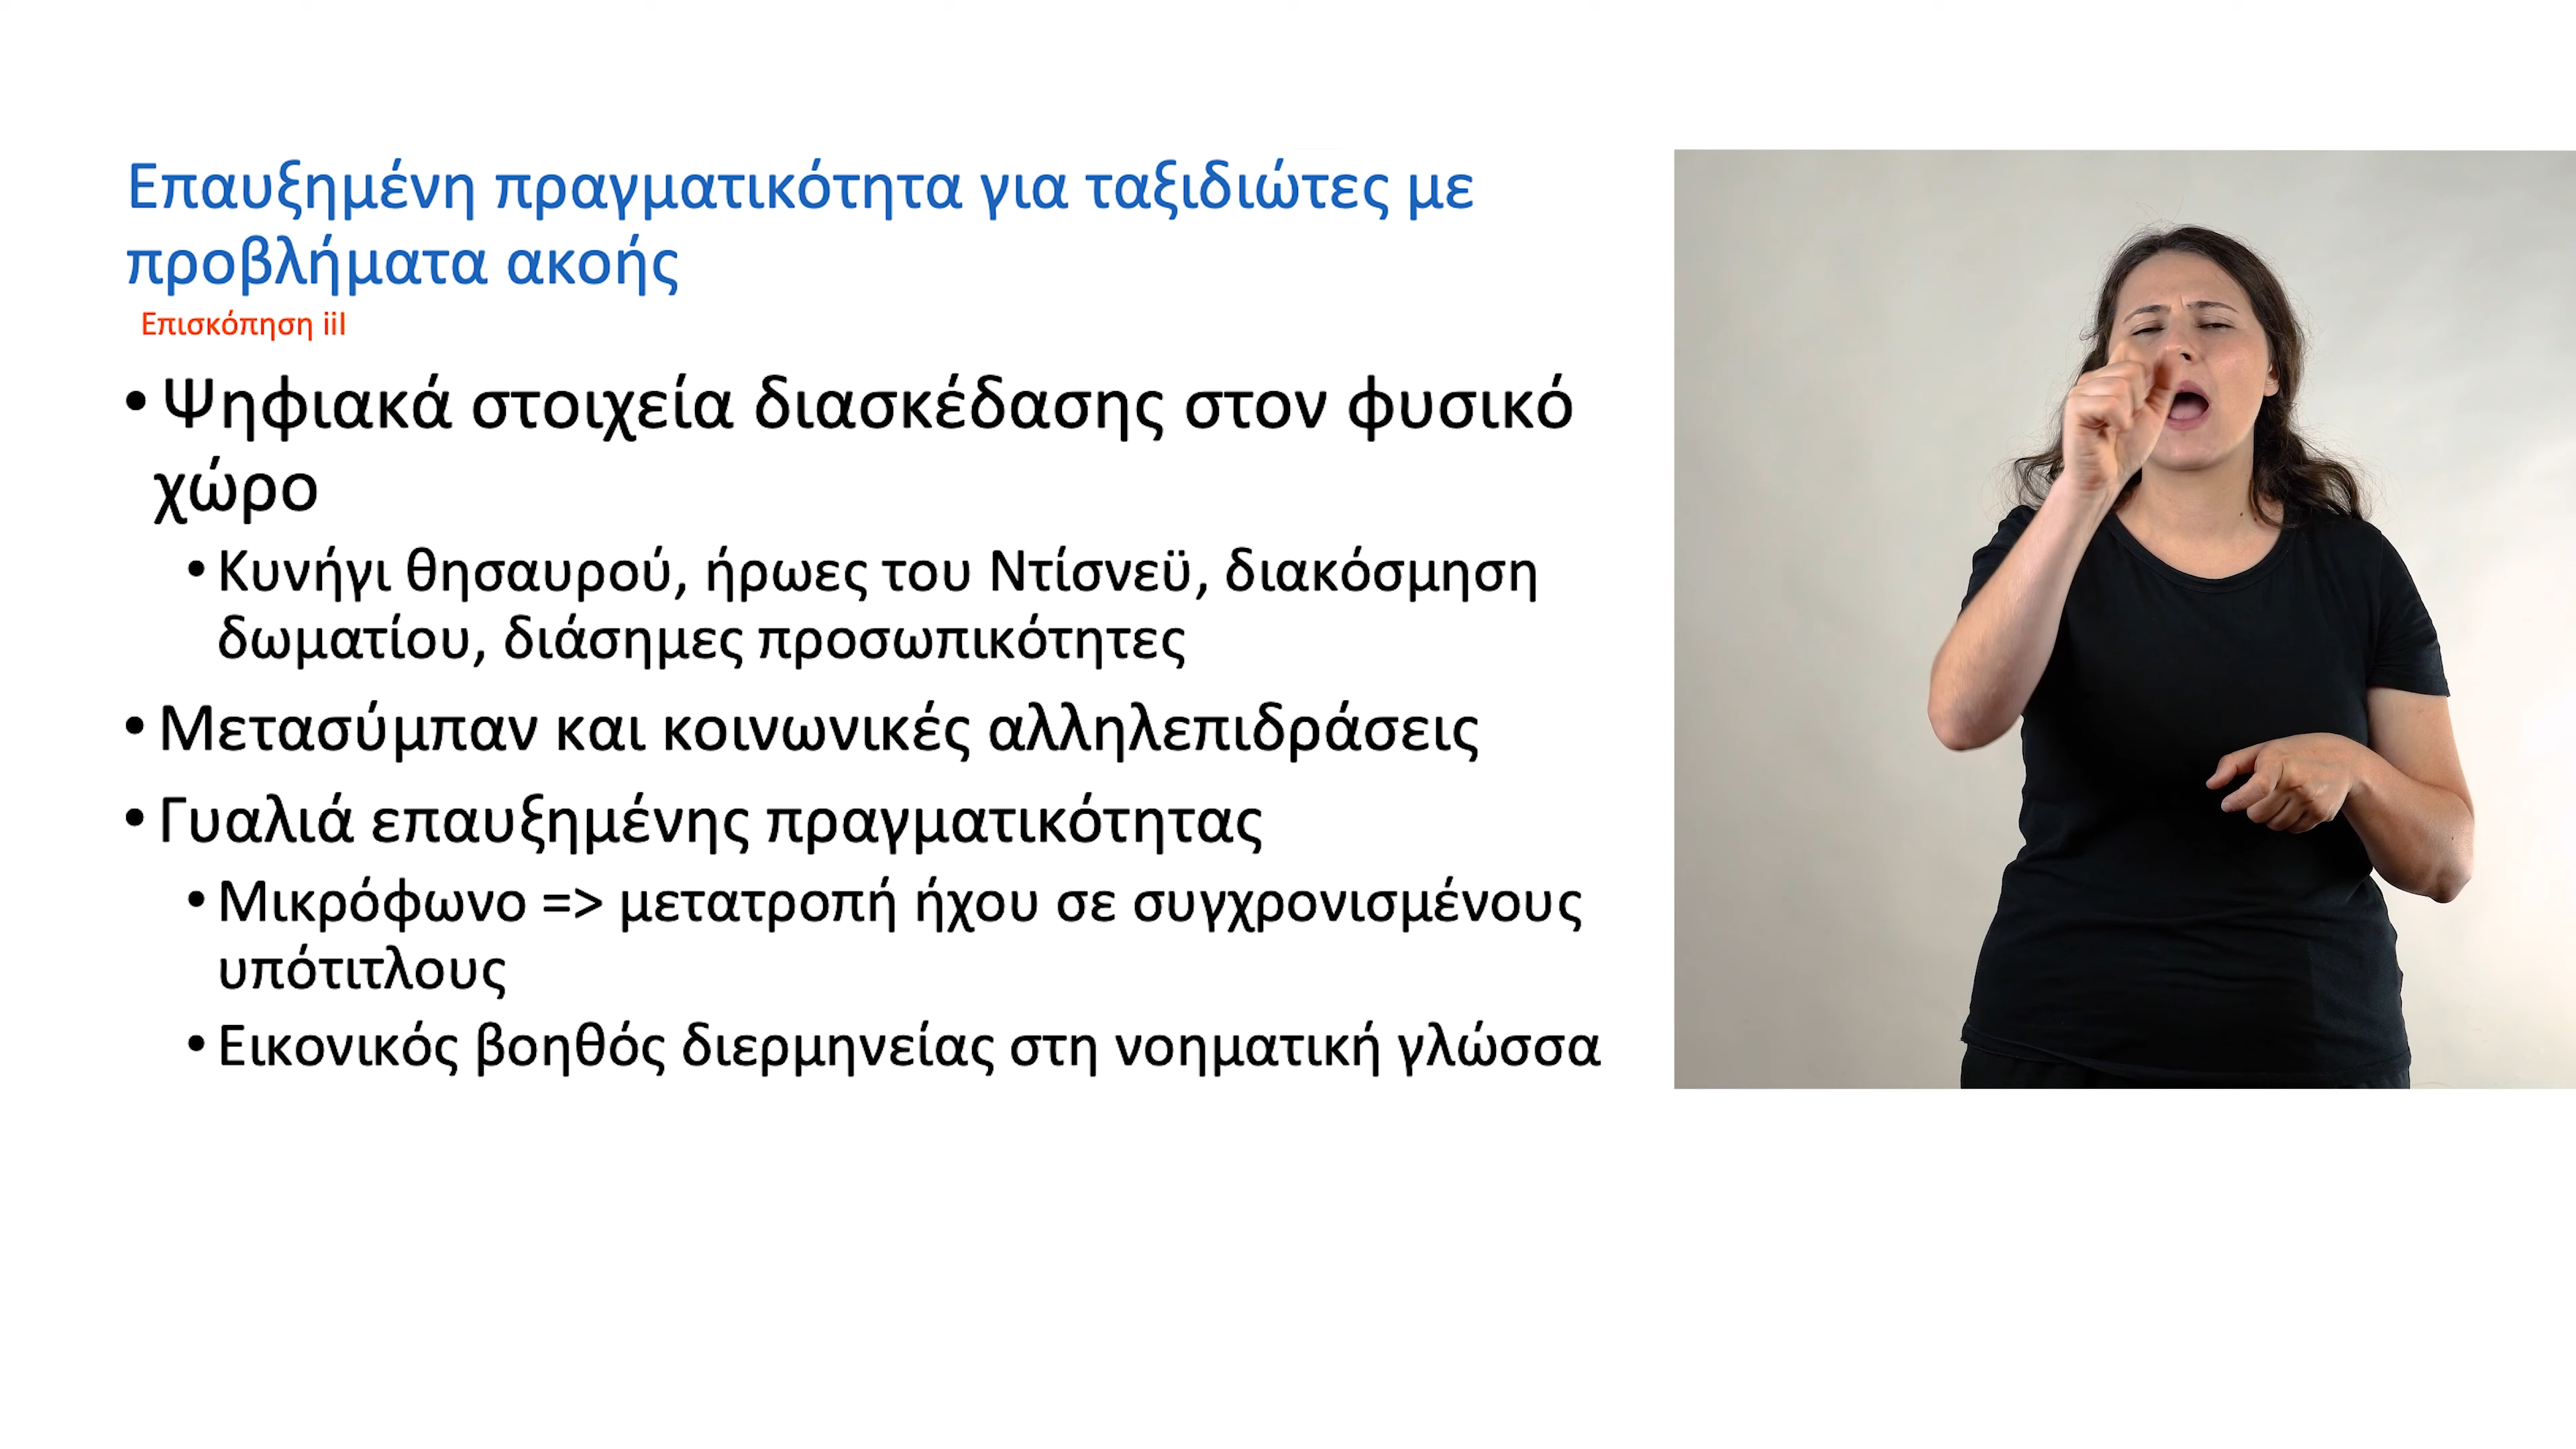 Επαυξημένη πραγματικότητα για ταξιδιώτες με
προβλήματα ακοής
Επισκόπηση iiI
• Ψηφιακά στοιχεία διασκέδασης στον φυσικό
χώρο
• Κυνήγι θησαυρού, ήρωες του Ντίσνεϋ, διακόσμηση
δωματίου, διάσημες προσωπικότητες
• Μετασύμπαν και κοινωνικές αλληλεπιδράσεις
• Γυαλιά επαυξημένης πραγματικότητας
• Μικρόφωνο => μετατροπή ήχου σε συγχρονισμένους
υπότιτλους
• Εικονικός βοηθός διερμηνείας στη νοηματική γλώσσα